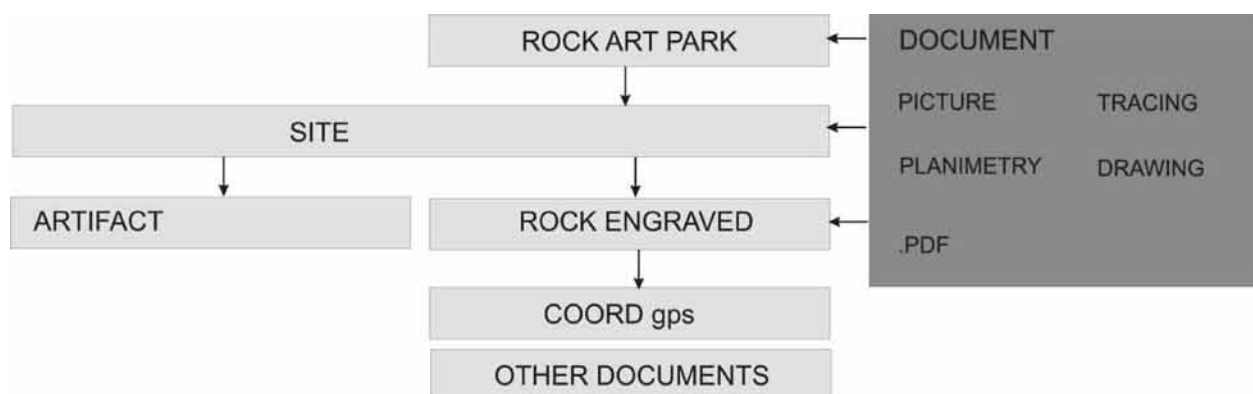 ROCK ART PARK
DOCUMENT
PICTURE TRACING
SITE
PLANIMETRY DRAWING
ARTIFACT
ROCK ENGRAVED
.PDF
COORD gps
OTHER DOCUMENTS